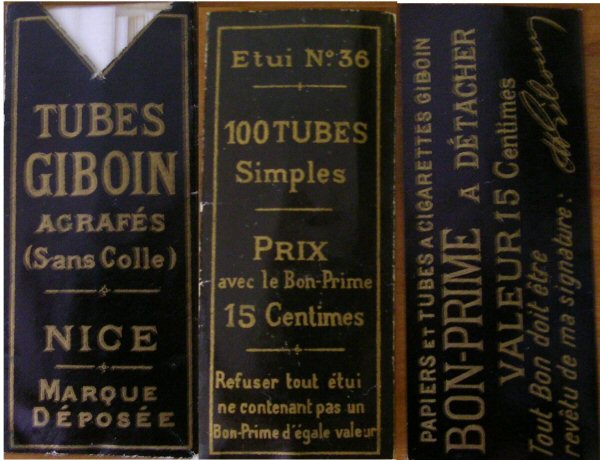 TUBES
GIBOIN
AGRAFÉS
(Sans Colle)
NICE
MARQUE
DÉPOSÉE
Etui Nº 36
100 TUBES
Simples
PRIX
avec le Bon-Prime
15 Centimes
Refuser tout étui
ne contenant pas un
Bon-Prime d'égale valeur
PAPIERS ET TUBES A CIGARETTES GIBOIN
BON-PRIME A DÉTACHER
VALEUR 15 Centimes
Tout Bon doit être
revêtu de ma signature: Giboin